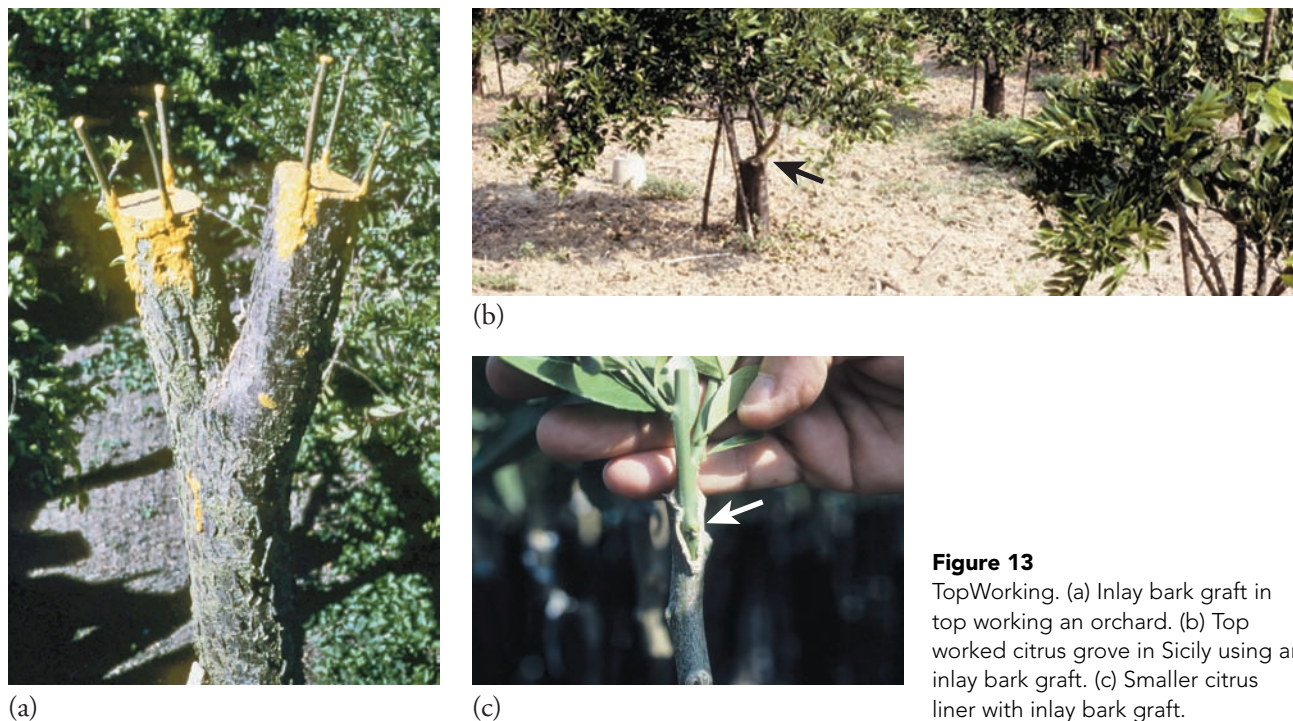 (a)
(b)
(c)
Figure 13
TopWorking. (a) Inlay bark graft in
top working an orchard. (b) Top
worked citrus grove in Sicily using an
inlay bark graft. (c) Smaller citrus
liner with inlay bark graft.